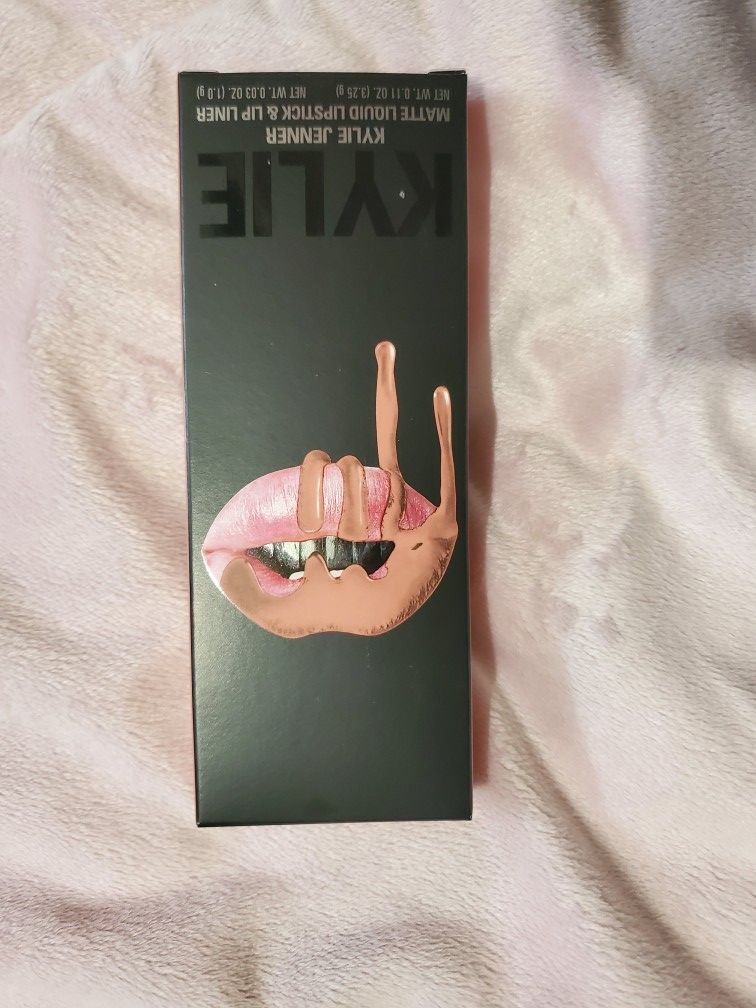 KYLIE
KYLIE JENNER
MATTE LIQUID LIPSTICK & LIP LINER
NET WT. 0.11 OZ. (3.25 g) NET WT. 0.03 OZ. (1.0 g)